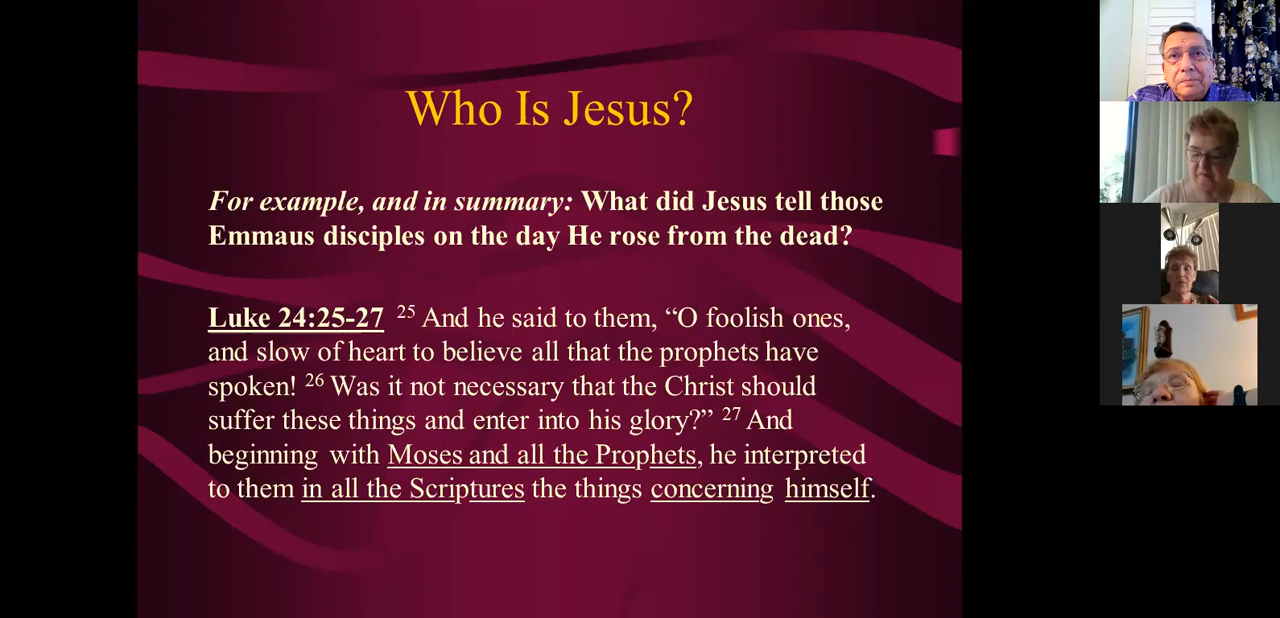 Who Is Jesus?
For example, and in summary: What did Jesus tell those
Emmaus disciples on the day He rose from the dead?
Luke 24:25-27 25 And he said to them, “O foolish ones,
and slow of heart to believe all that the prophets have
spoken! 26 Was it not necessary that the Christ should
suffer these things and enter into his glory?” 27 And
beginning with Moses and all the Prophets, he interpreted
to them in all the Scriptures the things concerning himself.